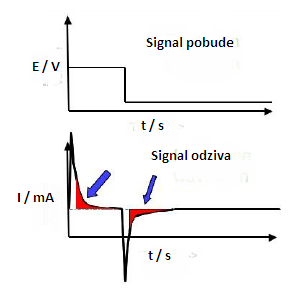 Signal pobude
E / V
t / s
Signal odziva
I / mA
t / s